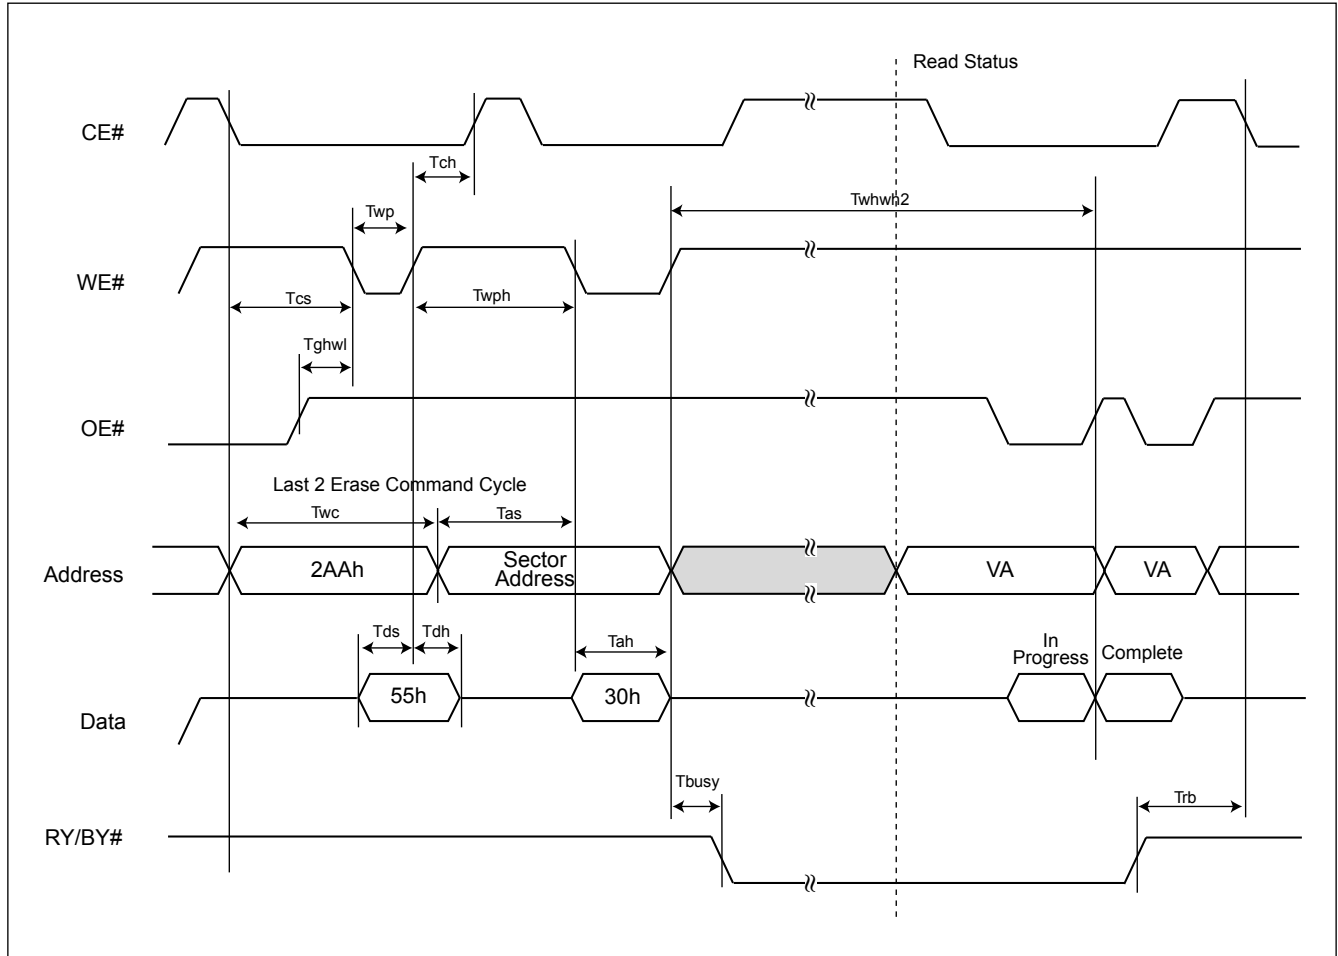 Read Status
CE#
Tch
Twp
Twhwh2
WE#
Tcs
Twph
Tghwl
OE#
Last 2 Erase Command Cycle
Twc
Tas
Address
2AAh
Sector
Address
VA
VA
Tds
Tdh
Tah
In
Progress
Complete
Data
55h
30h
Tbusy
Trb
RY/BY#